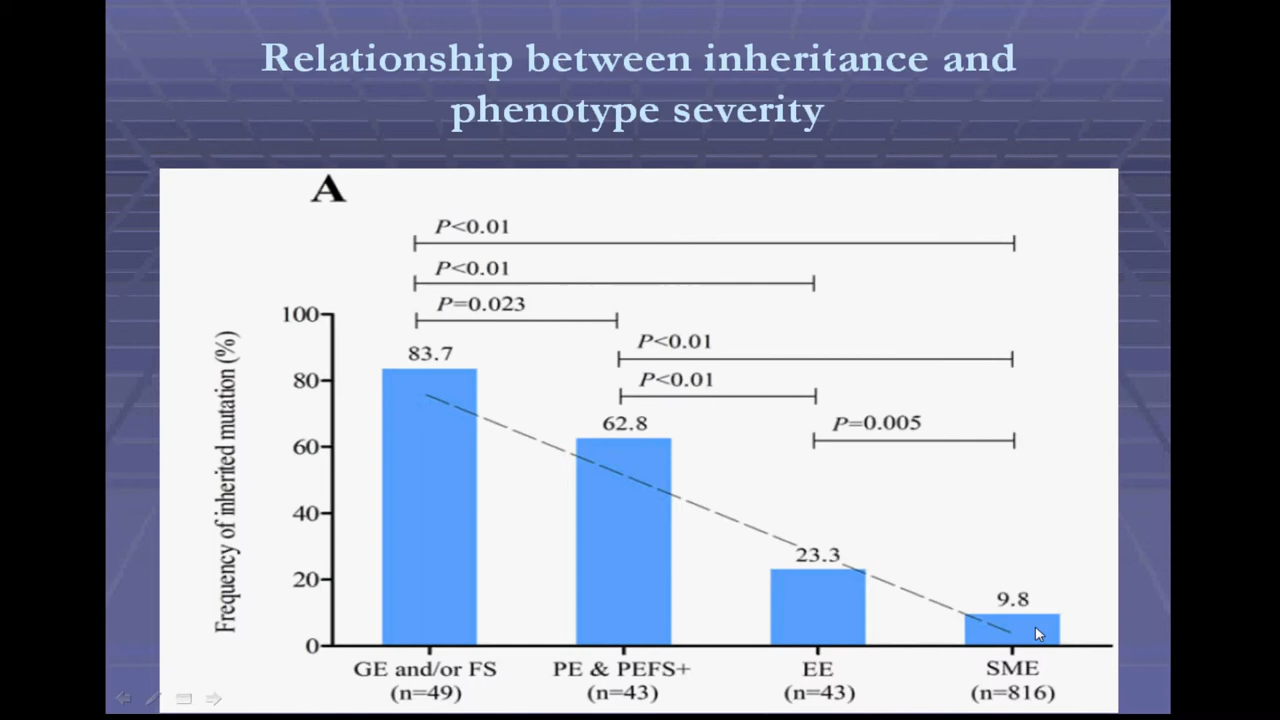 Relationship between inheritance and
phenotype severity
A
P<0.01
P<0.01
P=0.023
P<0.01
P<0.01
P=0.005
Frequency of inherited mutation (%)
100
80
60
40
20
0
83.7
62.8
23.3
9.8
GE and/or FS
(n=49)
PE & PEFS+
(n=43)
EE
(n=43)
SME
(n=816)